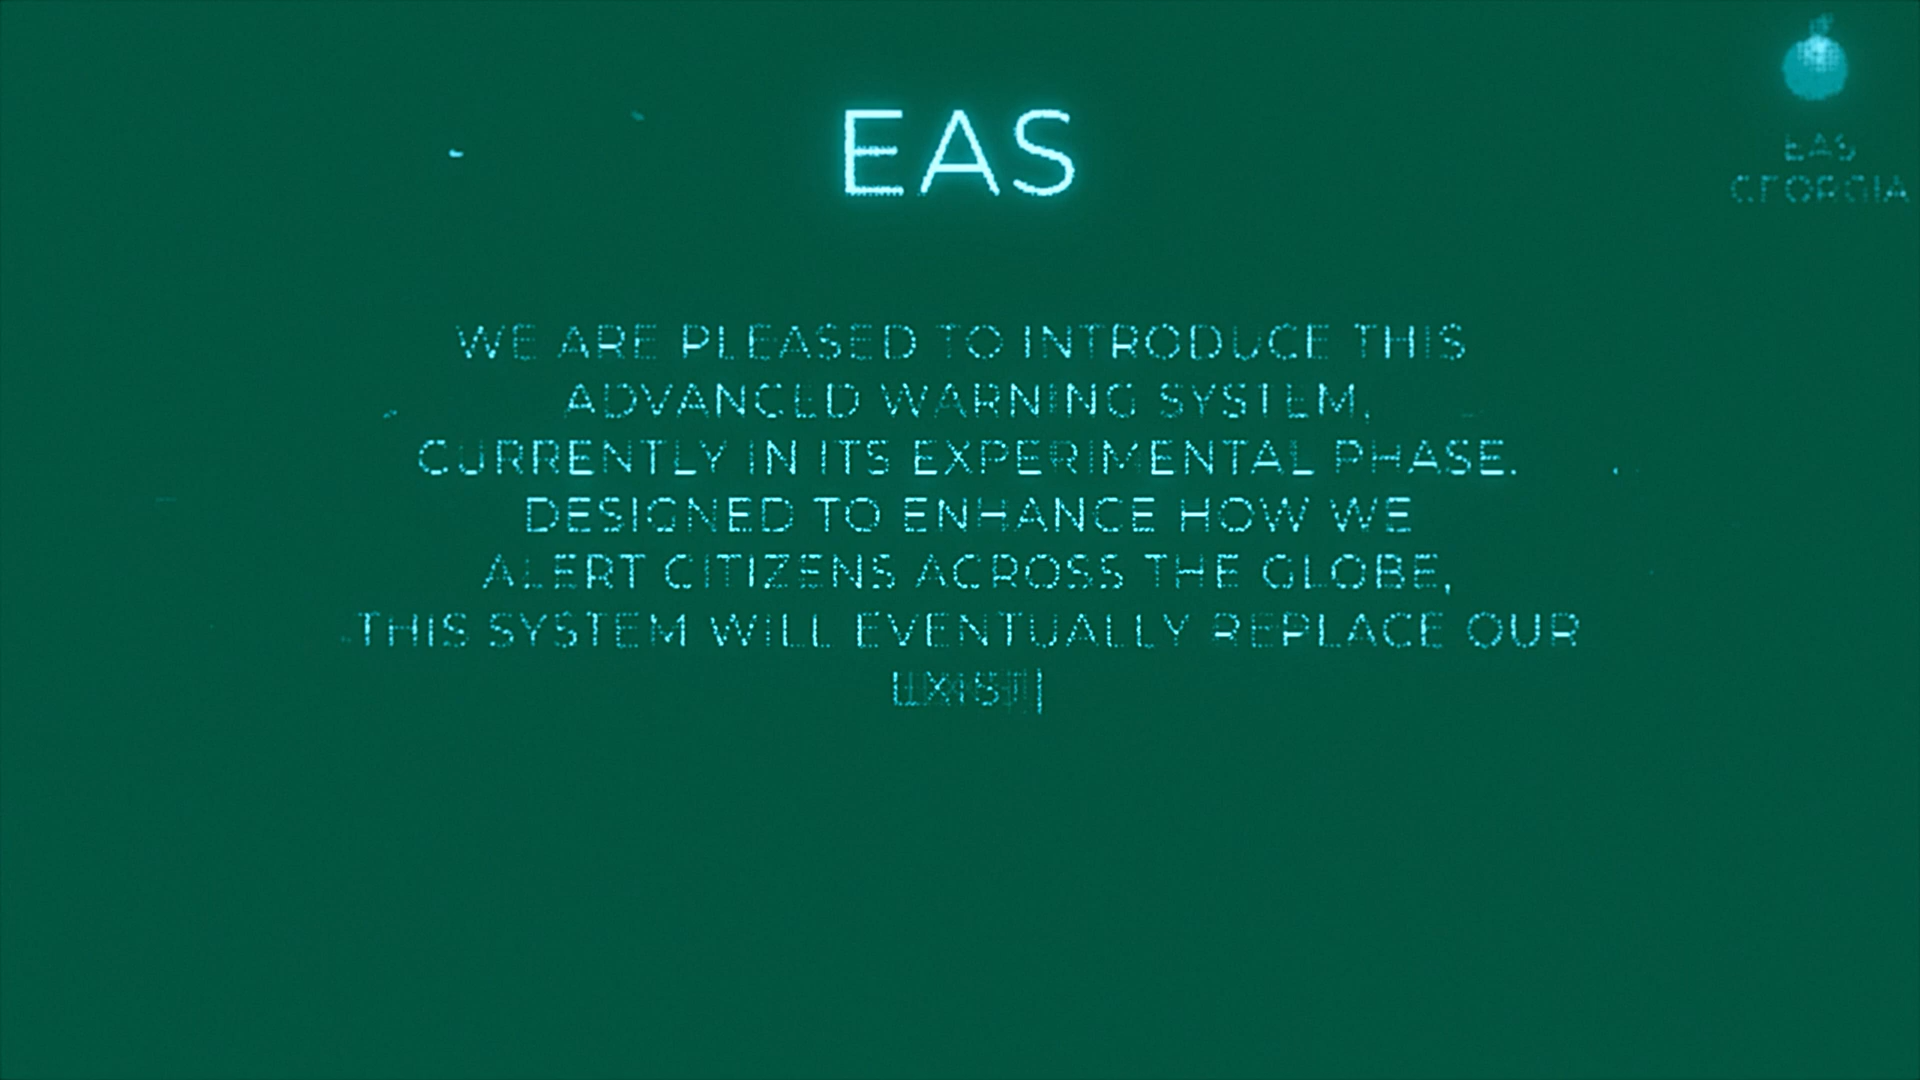 EAS
EAS
GEORGIA
WE ARE PLEASED TO INTRODUCE THIS
ADVANCED WARNING SYSTEM,
CURRENTLY IN ITS EXPERIMENTAL PHASE.
DESIGNED TO ENHANCE HOW WE
ALERT CITIZENS ACROSS THE GLOBE,
THIS SYSTEM WILL EVENTUALLY REPLACE OUR